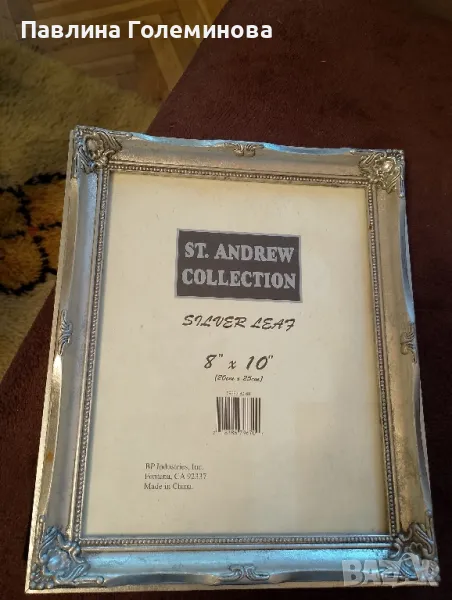 Павлина Големинова
ST. ANDREW
COLLECTION
SILVER LEAF
8" x 10"
(20cm x 25cm)
BP Industries, Inc.
Fontana, CA 92337
Made in China.